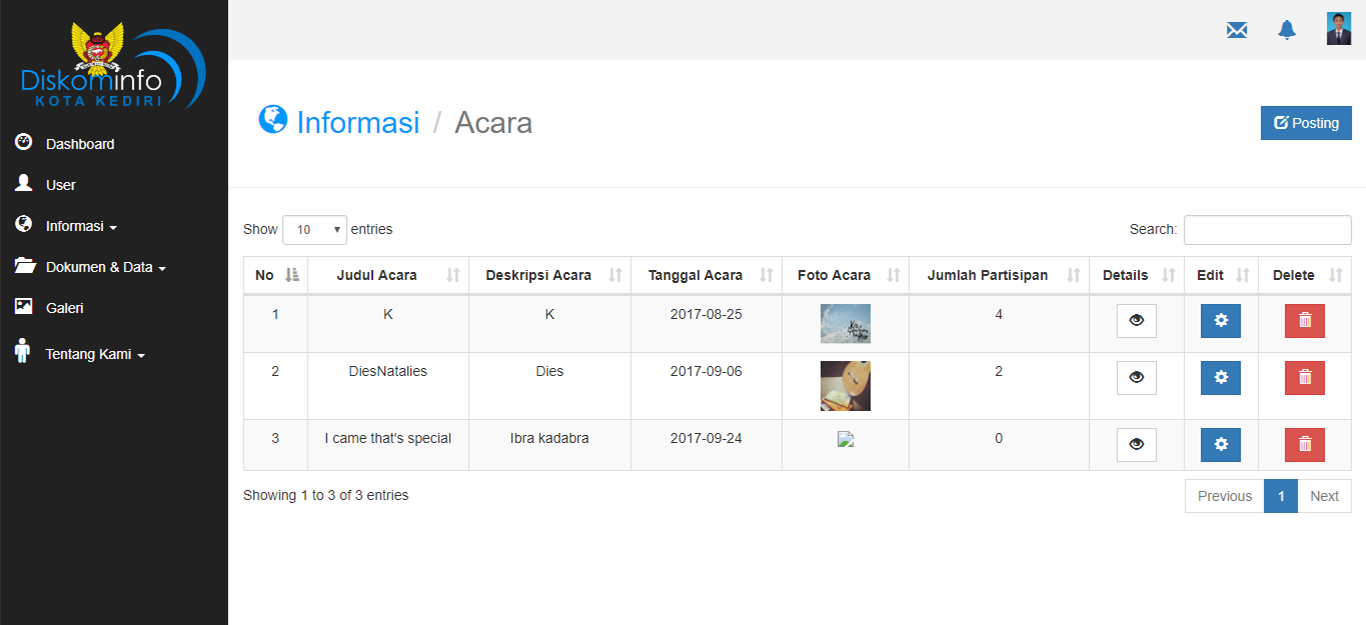 Diskominfo
KOTA KEDIRI
Dashboard
User
Informasi
Dokumen & Data
Galeri
Tentang Kami
Informasi / Acara
Posting
Show 10 entries
Search:
No Judul Acara Deskripsi Acara Tanggal Acara Foto Acara Jumlah Partisipan Details Edit Delete
1 K K 2017-08-25 4
2 DiesNatalies Dies 2017-09-06 2
3 I came that's special Ibra kadabra 2017-09-24 0
Showing 1 to 3 of 3 entries
Previous 1 Next